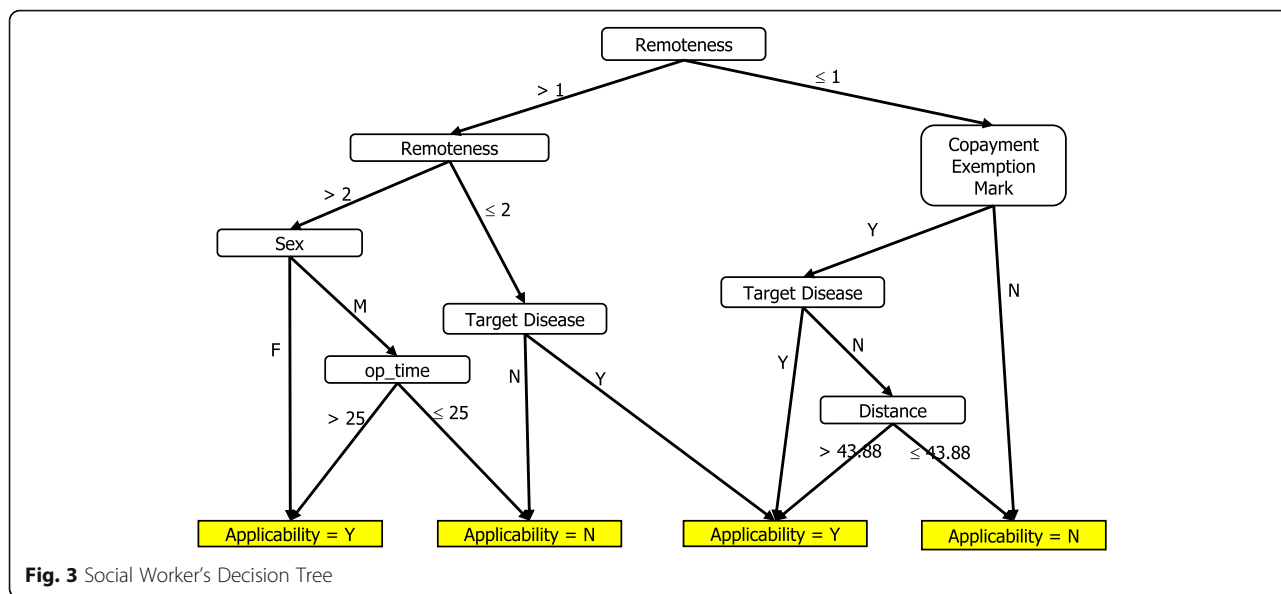 Remoteness
> 1
≤ 1
Remoteness
Copayment
Exemption
Mark
> 2
≤ 2
Sex
Y
N
Target Disease
M
Target Disease
F
op_time
N
Y
Y
N
Distance
> 25
≤ 25
> 43.88
≤ 43.88
Applicability = Y
Applicability = N
Applicability = Y
Applicability = N
Fig. 3 Social Worker’s Decision Tree